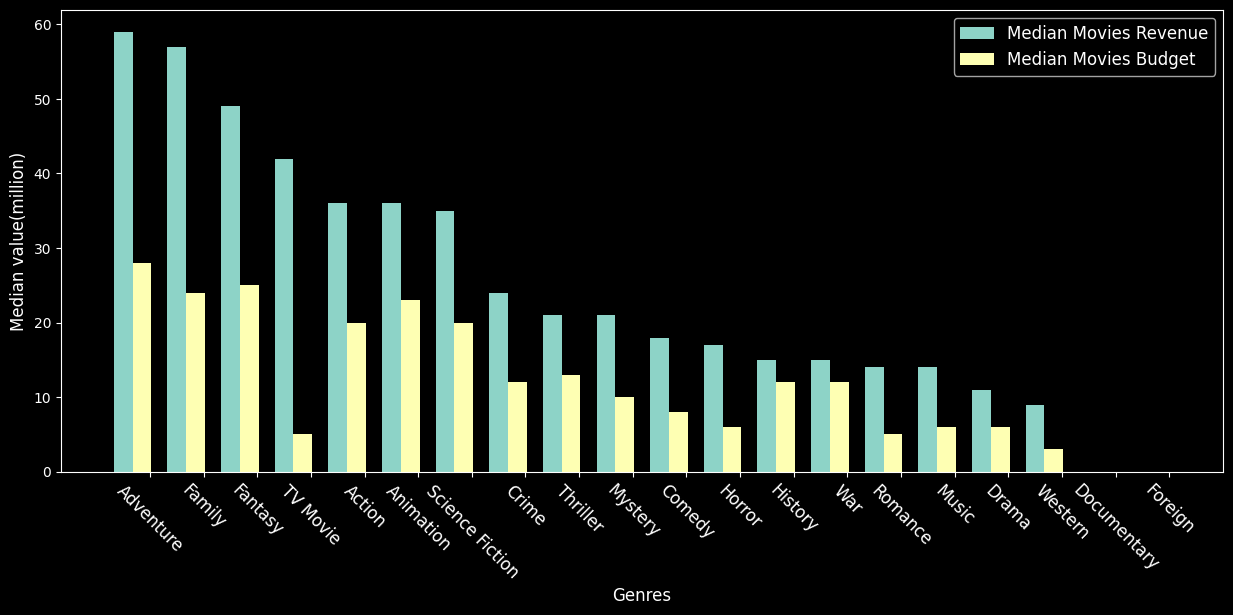 60
50
40
30
20
10
0
Median value(million)
Median Movies Revenue
Median Movies Budget
Adventure
Family
Fantasy
TV Movie
Action
Animation
Science Fiction
Crime
Thriller
Mystery
Comedy
Horror
History
War
Romance
Music
Drama
Western
Documentary
Foreign
Genres